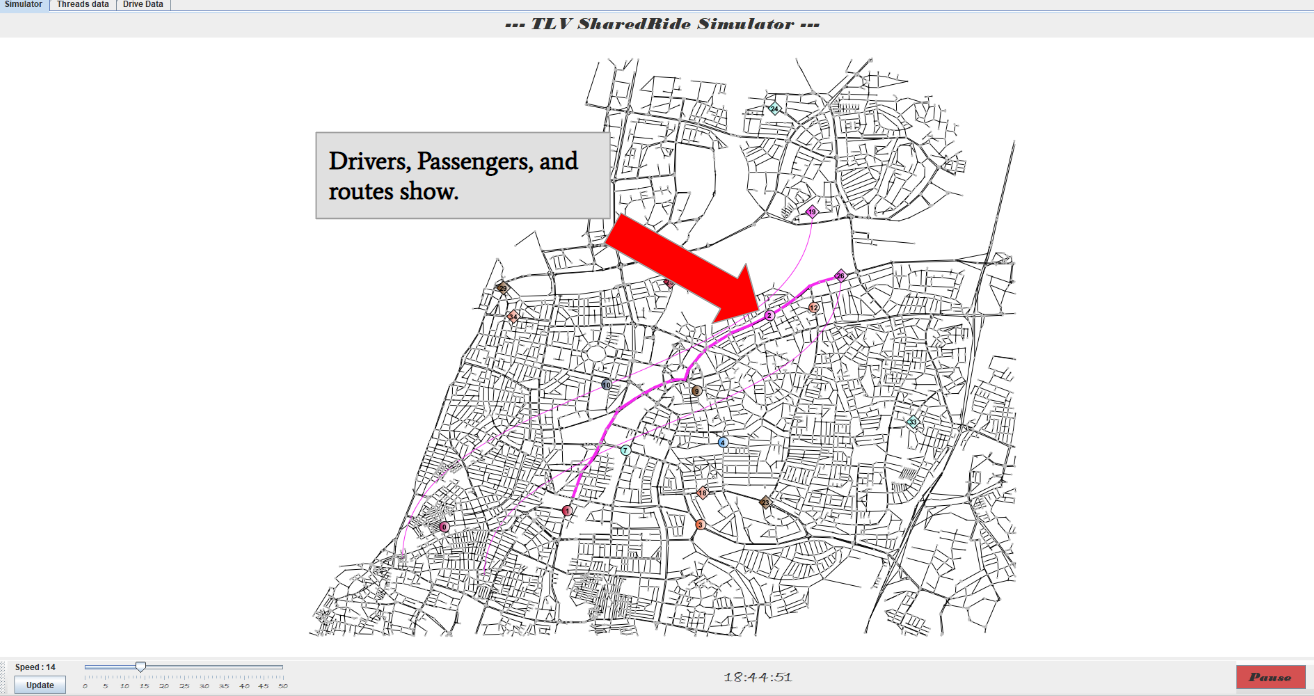 Simulator Threads data Drive Data
--- TLV SharedRide Simulator ---
24
Drivers, Passengers, and
routes show.
19
26
2
12
10
9
33
7
4
18
23
1
3
Speed : 14
Update
0 5 10 15 20 25 30 35 40 45 50
18:44:51
Pause